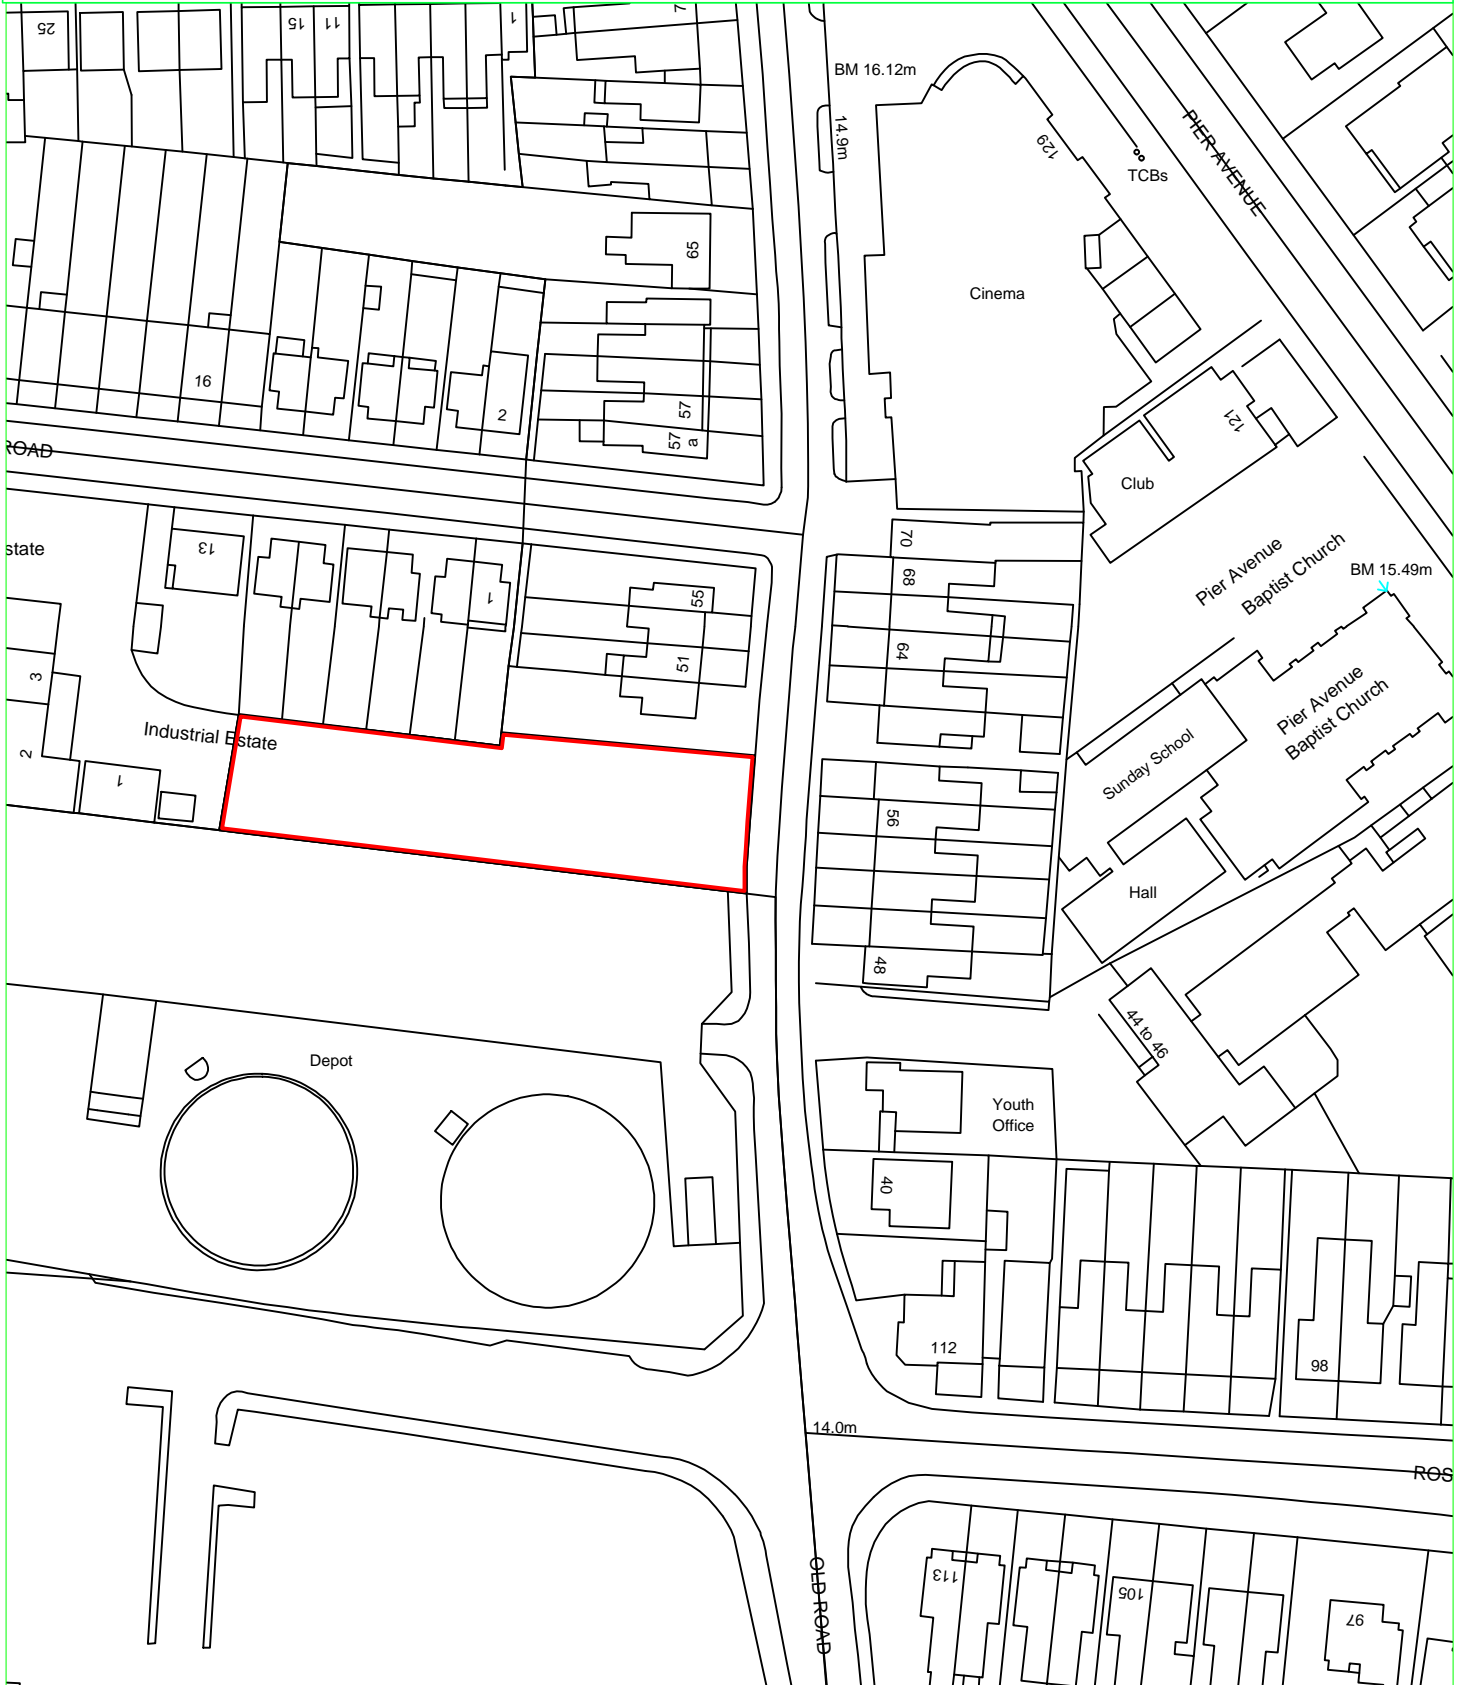 25
15
11
1
7
BM 16.12m
14.9m
129
TCBs
PIER AVENUE
65
Cinema
16
2
57
57
a
121
ROAD
Club
state
13
70
68
Pier Avenue
Baptist Church
BM 15.49m
1
55
51
64
3
2
Industrial Estate
1
Pier Avenue
Baptist Church
Sunday School
56
Hall
48
44 to 46
Depot
Youth
Office
40
112
98
14.0m
ROS
OLD ROAD
113
105
97